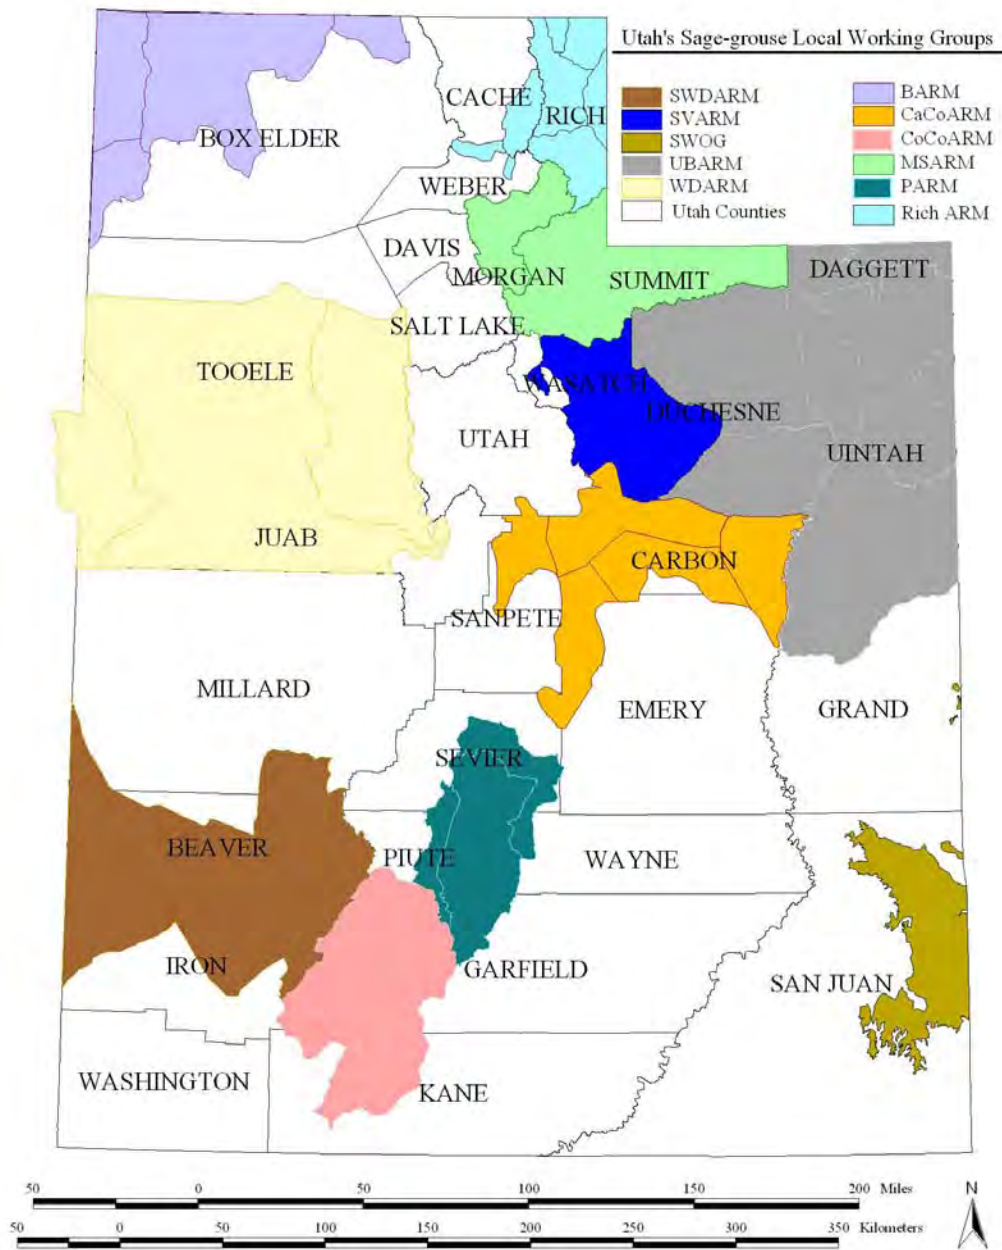 Utah's Sage-grouse Local Working Groups
SWDARM
SVARM
SWOG
UBARM
WDARM
Utah Counties
BARM
CaCoARM
CoCoARM
MSARM
PARM
Rich ARM
CACHE
RICH
BOX ELDER
WEBER
DAVIS
MORGAN
SUMMIT
DAGGETT
SALT LAKE
TOOELE
WASATCH
DUCHESNE
UTAH
UINTAH
JUAB
CARBON
SANPETE
MILLARD
EMERY
GRAND
SEVIER
BEAVER
PIUTE
WAYNE
IRON
GARFIELD
SAN JUAN
WASHINGTON
KANE
50 0 50 100 150 200 Miles
N
50 0 50 100 150 200 250 300 350 Kilometers